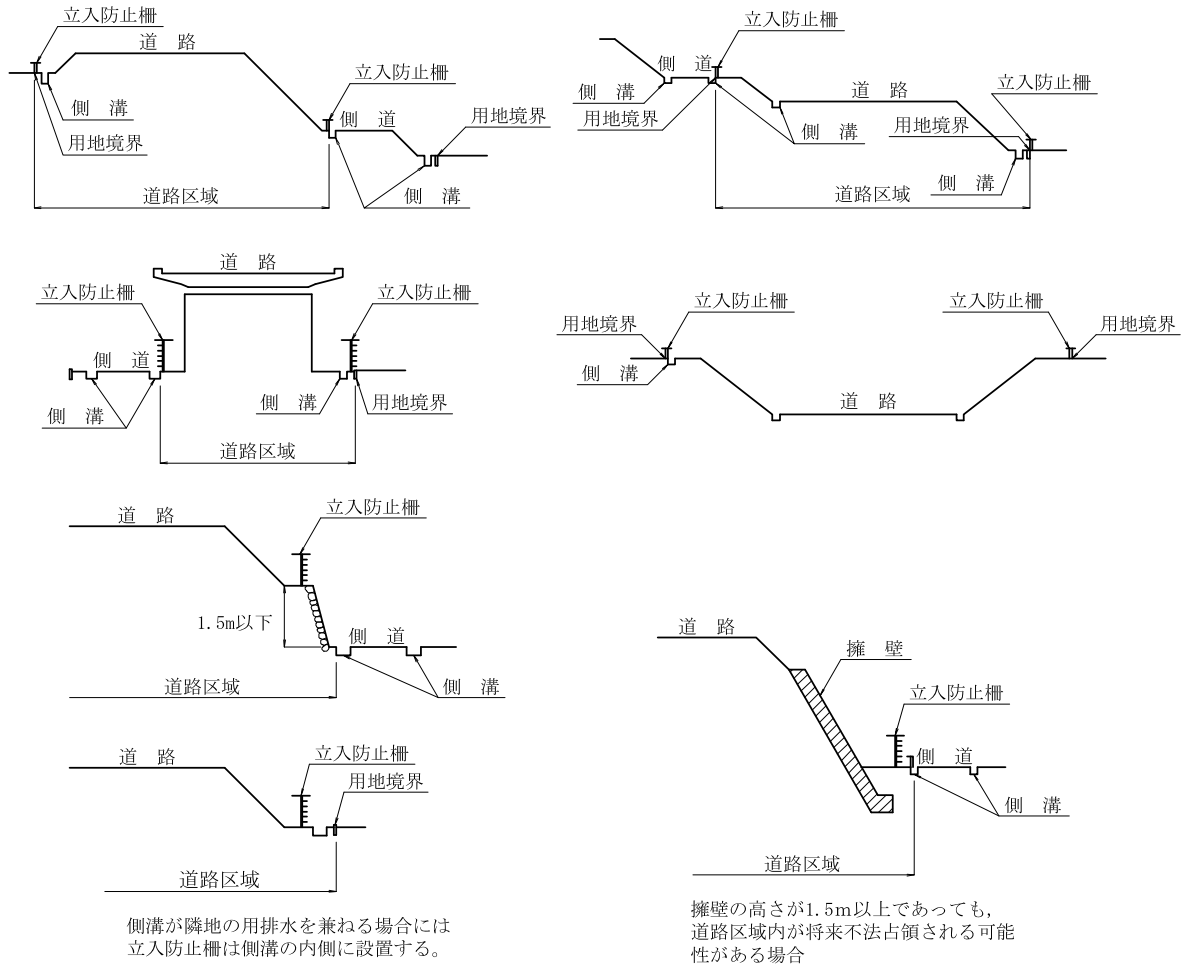 立入防止柵
道 路
立入防止柵
側 道
側 溝
用地境界
用地境界
道路区域
側 溝
立入防止柵
側 道
立入防止柵
側 溝
道 路
用地境界
用地境界
側 溝
側 溝
道路区域
道 路
立入防止柵
立入防止柵
側 道
側 溝
側 溝
用地境界
道路区域
立入防止柵
立入防止柵
用地境界
用地境界
側 溝
道 路
道 路
立入防止柵
1.5m以下
側 道
道路区域
側 溝
道 路
擁 壁
立入防止柵
側 道
側 溝
道路区域
擁壁の高さが1.5m以上であっても,
道路区域内が将来不法占領される可能
性がある場合
道 路
立入防止柵
用地境界
道路区域
側溝が隣地の用排水を兼ねる場合には
立入防止柵は側溝の内側に設置する。